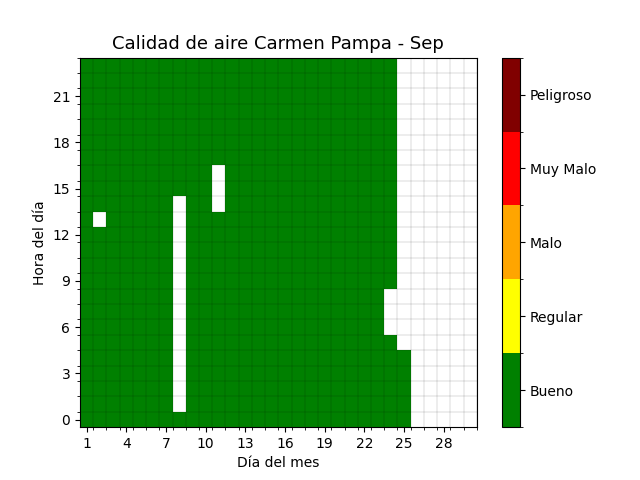 Calidad de aire Carmen Pampa - Sep
Hora del día
21
18
15
12
9
6
3
0
1 4 7 10 13 16 19 22 25 28
Día del mes
Peligroso
Muy Malo
Malo
Regular
Bueno